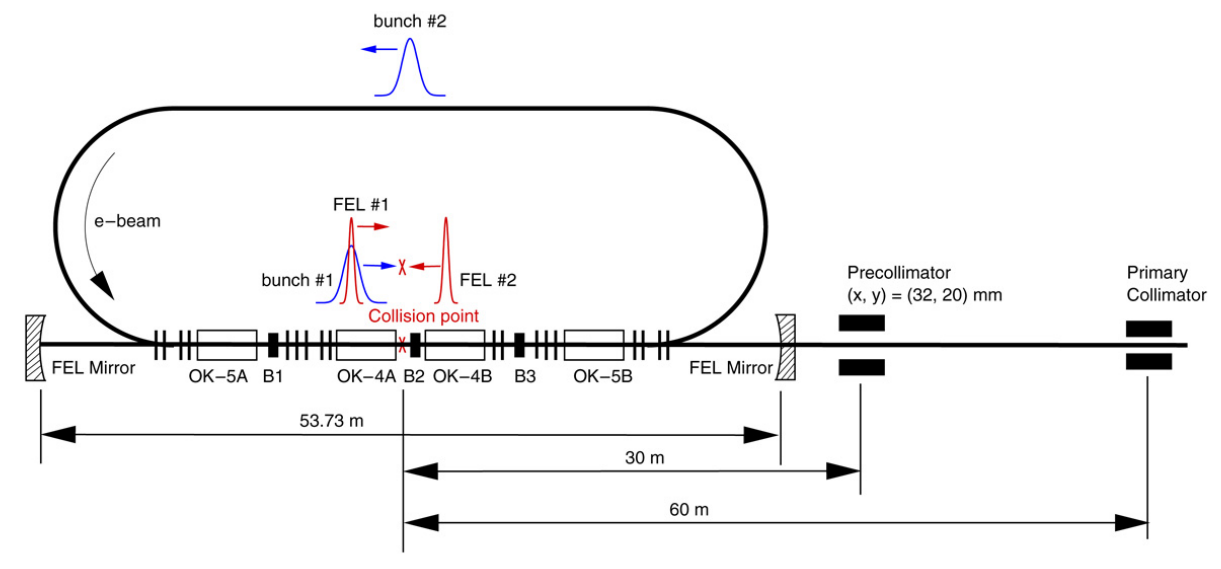 bunch #2
e−beam
FEL #1
bunch #1
FEL #2
Collision point
Precollimator
(x, y) = (32, 20) mm
Primary
Collimator
FEL Mirror
OK−5A
B1
OK−4A
B2
OK−4B
B3
OK−5B
FEL Mirror
53.73 m
30 m
60 m